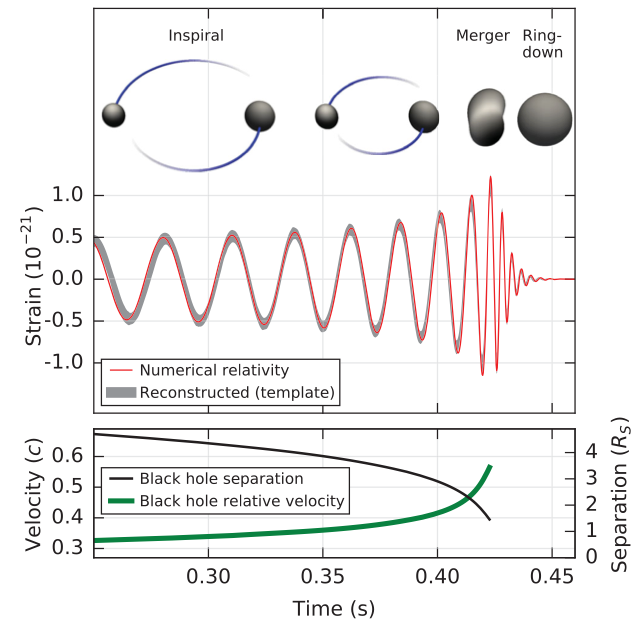 Inspiral
Merger
Ring-
down
Strain (10⁻²¹)
1.0
0.5
0.0
-0.5
-1.0
Numerical relativity
Reconstructed (template)
Velocity (c)
0.6
0.5
0.4
0.3
Black hole separation
Black hole relative velocity
4
3
2
1
0
Separation (R_S)
0.30
0.35
0.40
0.45
Time (s)